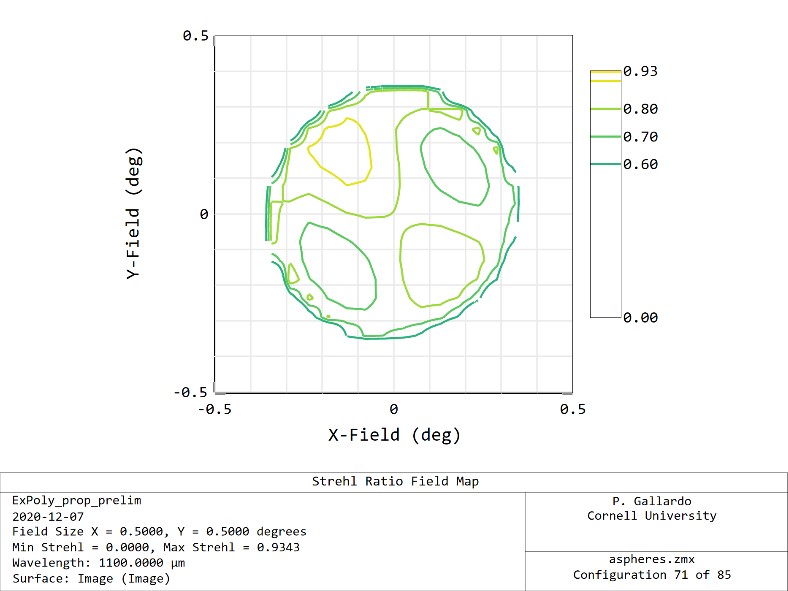 0.5
0
-0.5
Y-Field (deg)
-0.5
0
0.5
X-Field (deg)
0.93
0.80
0.70
0.60
0.00
Strehl Ratio Field Map
ExPoly_prop_prelim
2020-12-07
Field Size X = 0.5000, Y = 0.5000 degrees
Min Strehl = 0.0000, Max Strehl = 0.9343
Wavelength: 1100.0000 µm
Surface: Image (Image)
P. Gallardo
Cornell University
aspheres.zmx
Configuration 71 of 85